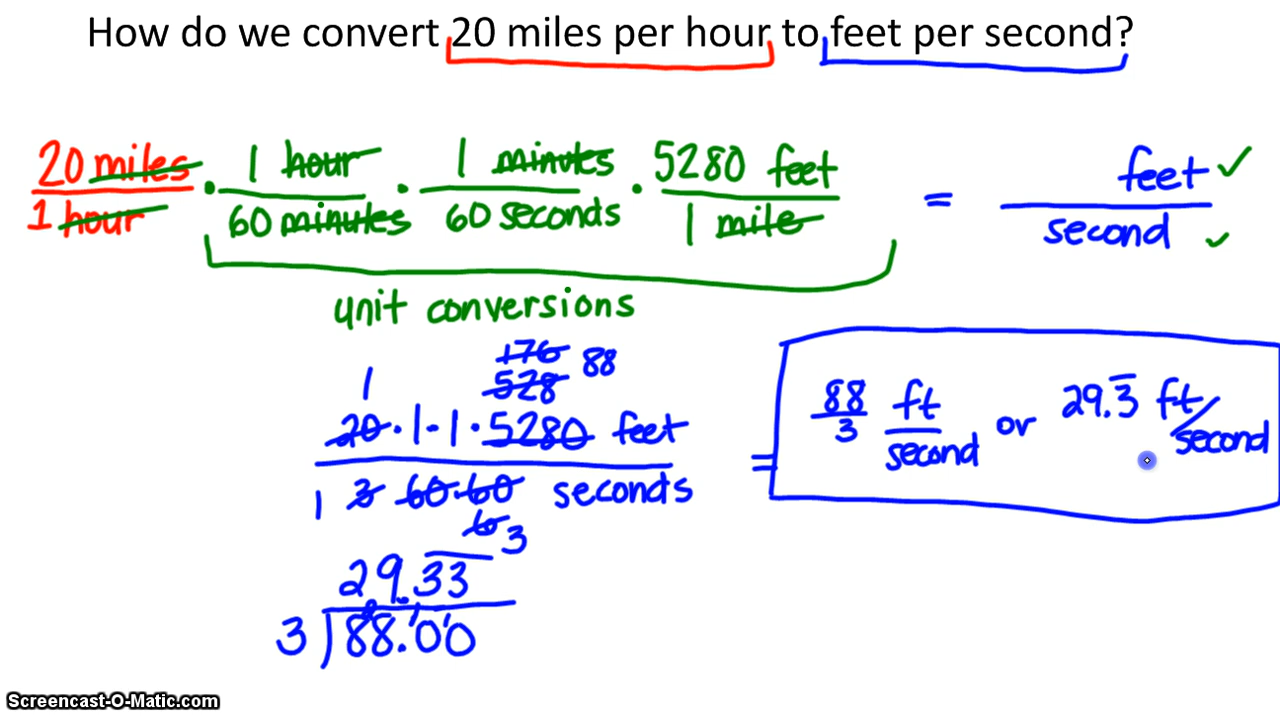 How do we convert 20 miles per hour to feet per second?
20 miles · 1 hour · 1 minutes · 5280 feet = feet ✓
1 hour 60 minutes 60 seconds 1 mile second ✓
unit conversions
176
1 528 88
20 · 1 · 1 · 5280 feet = 88 ft or 29.3̅ ft/second
3 second
1 3 60·60 seconds
6 3
29.33
3 88.00
Screencast-O-Matic.com